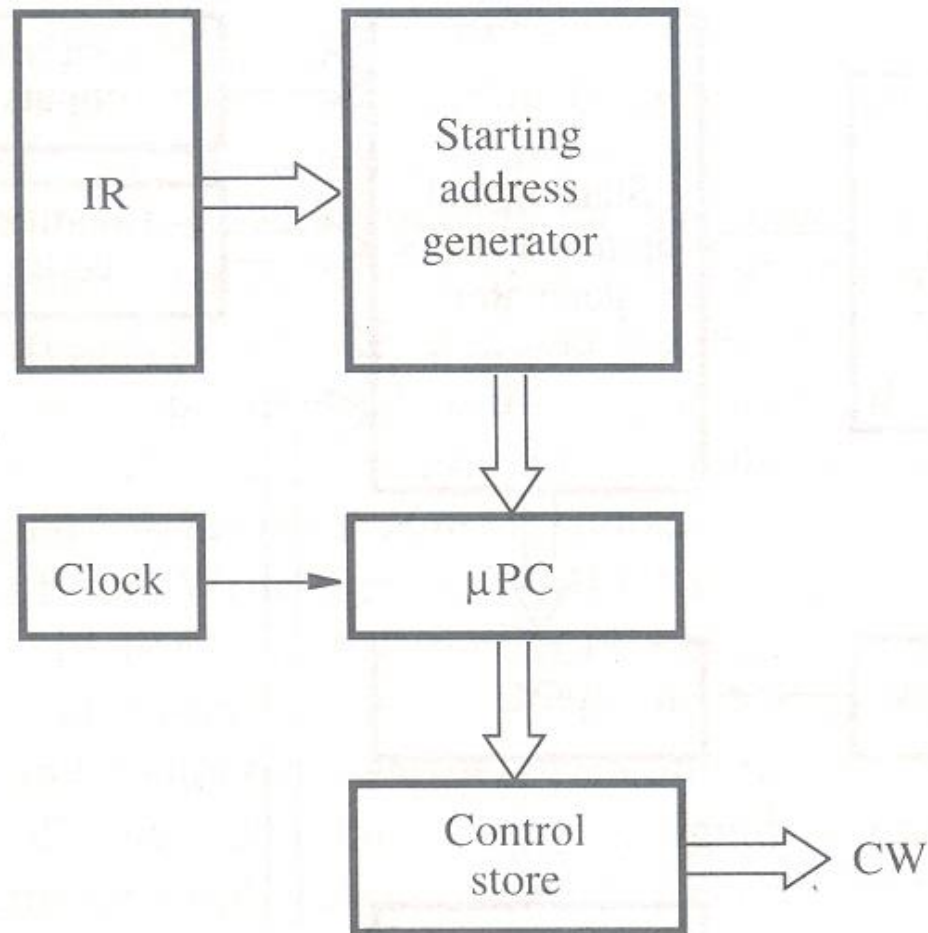 IR
Starting
address
generator
Clock
μPC
Control
store
CW